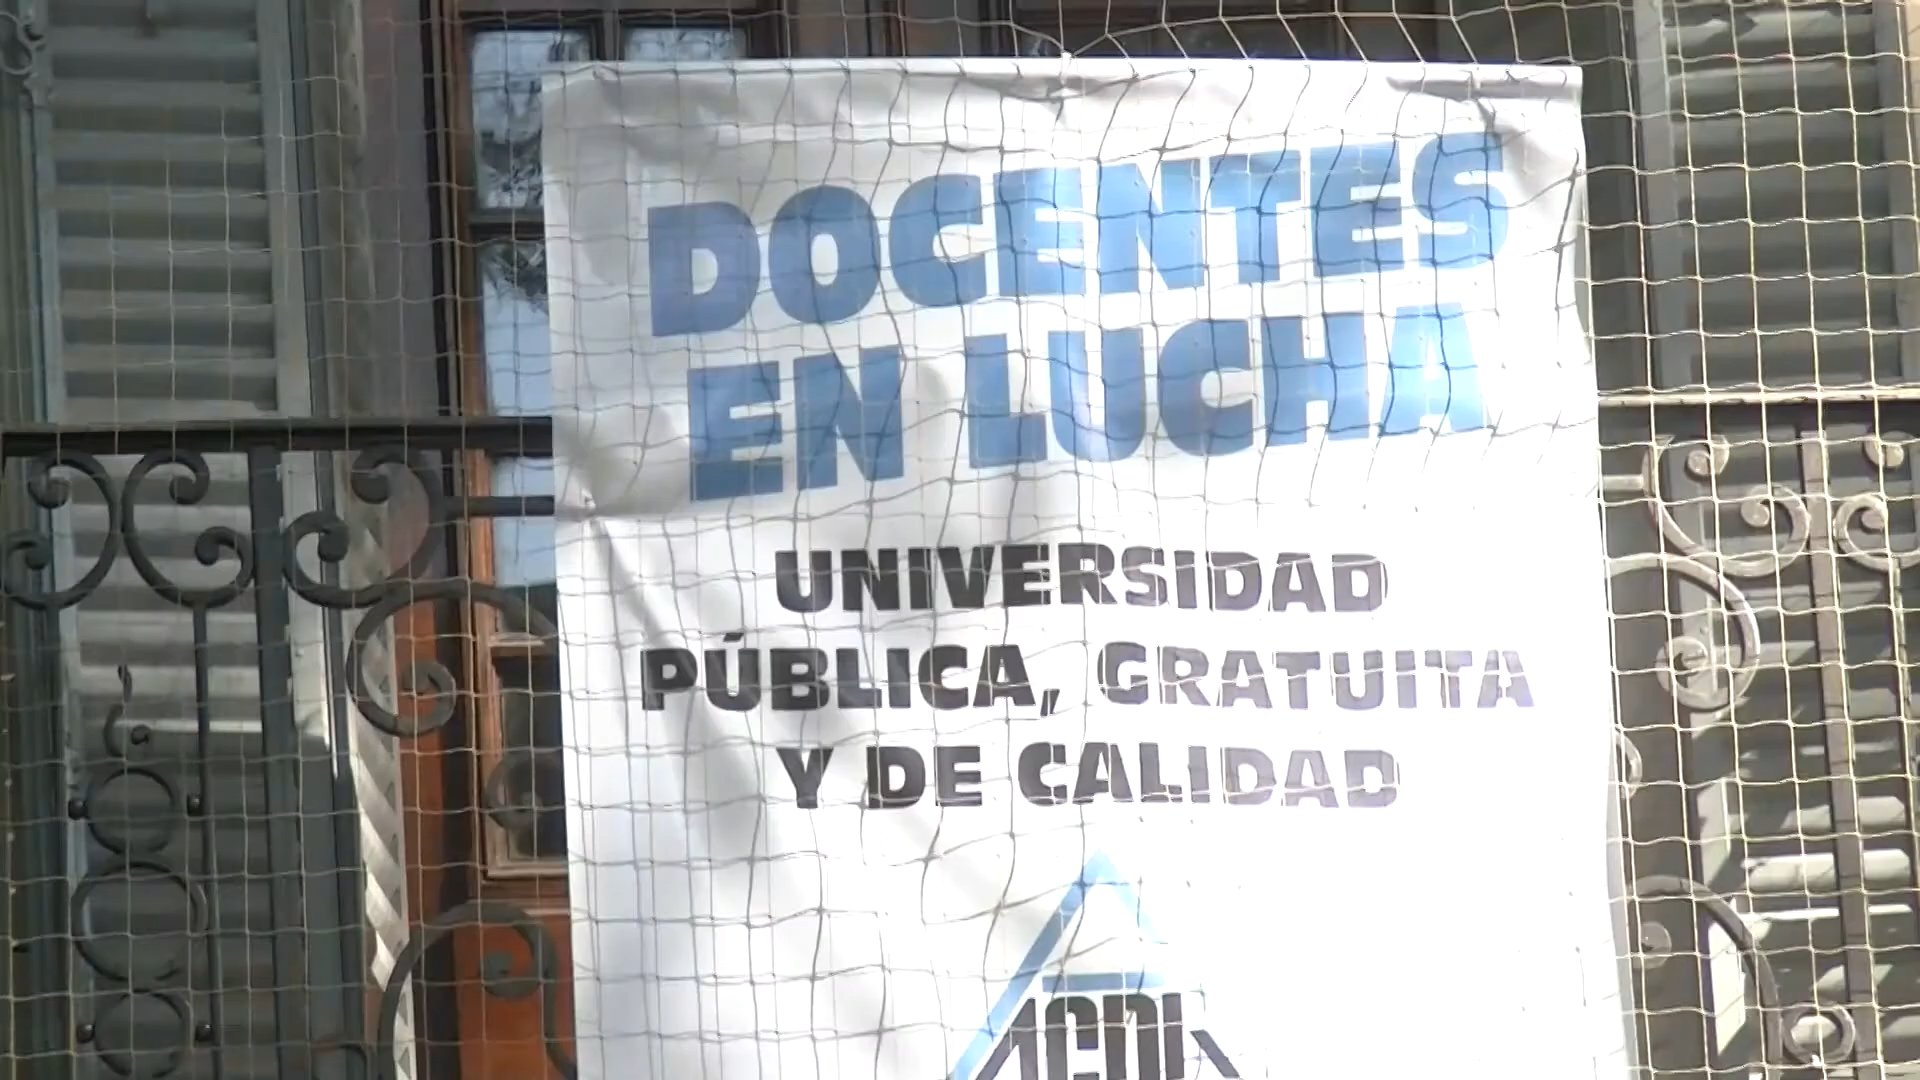 DOCENTES
EN LUCHA
UNIVERSIDAD
PÚBLICA, GRATUITA
Y DE CALIDAD